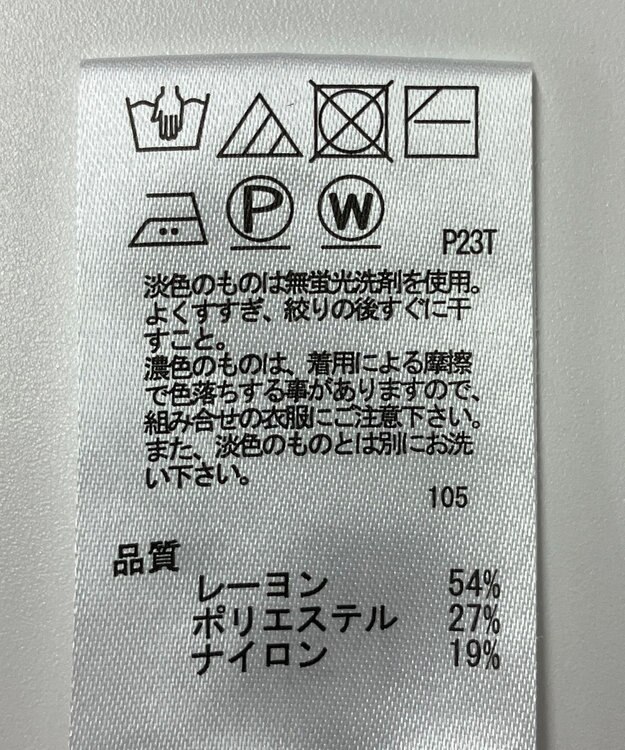 P W P23T
淡色のものは無蛍光洗剤を使用。
よくすすぎ、絞りの後すぐに干
すこと。
濃色のものは、着用による摩擦
で色落ちする事がありますので、
組み合せの衣服にご注意下さい。
また、淡色のものとは別にお洗
い下さい。
105
品質
レーヨン 54%
ポリエステル 27%
ナイロン 19%